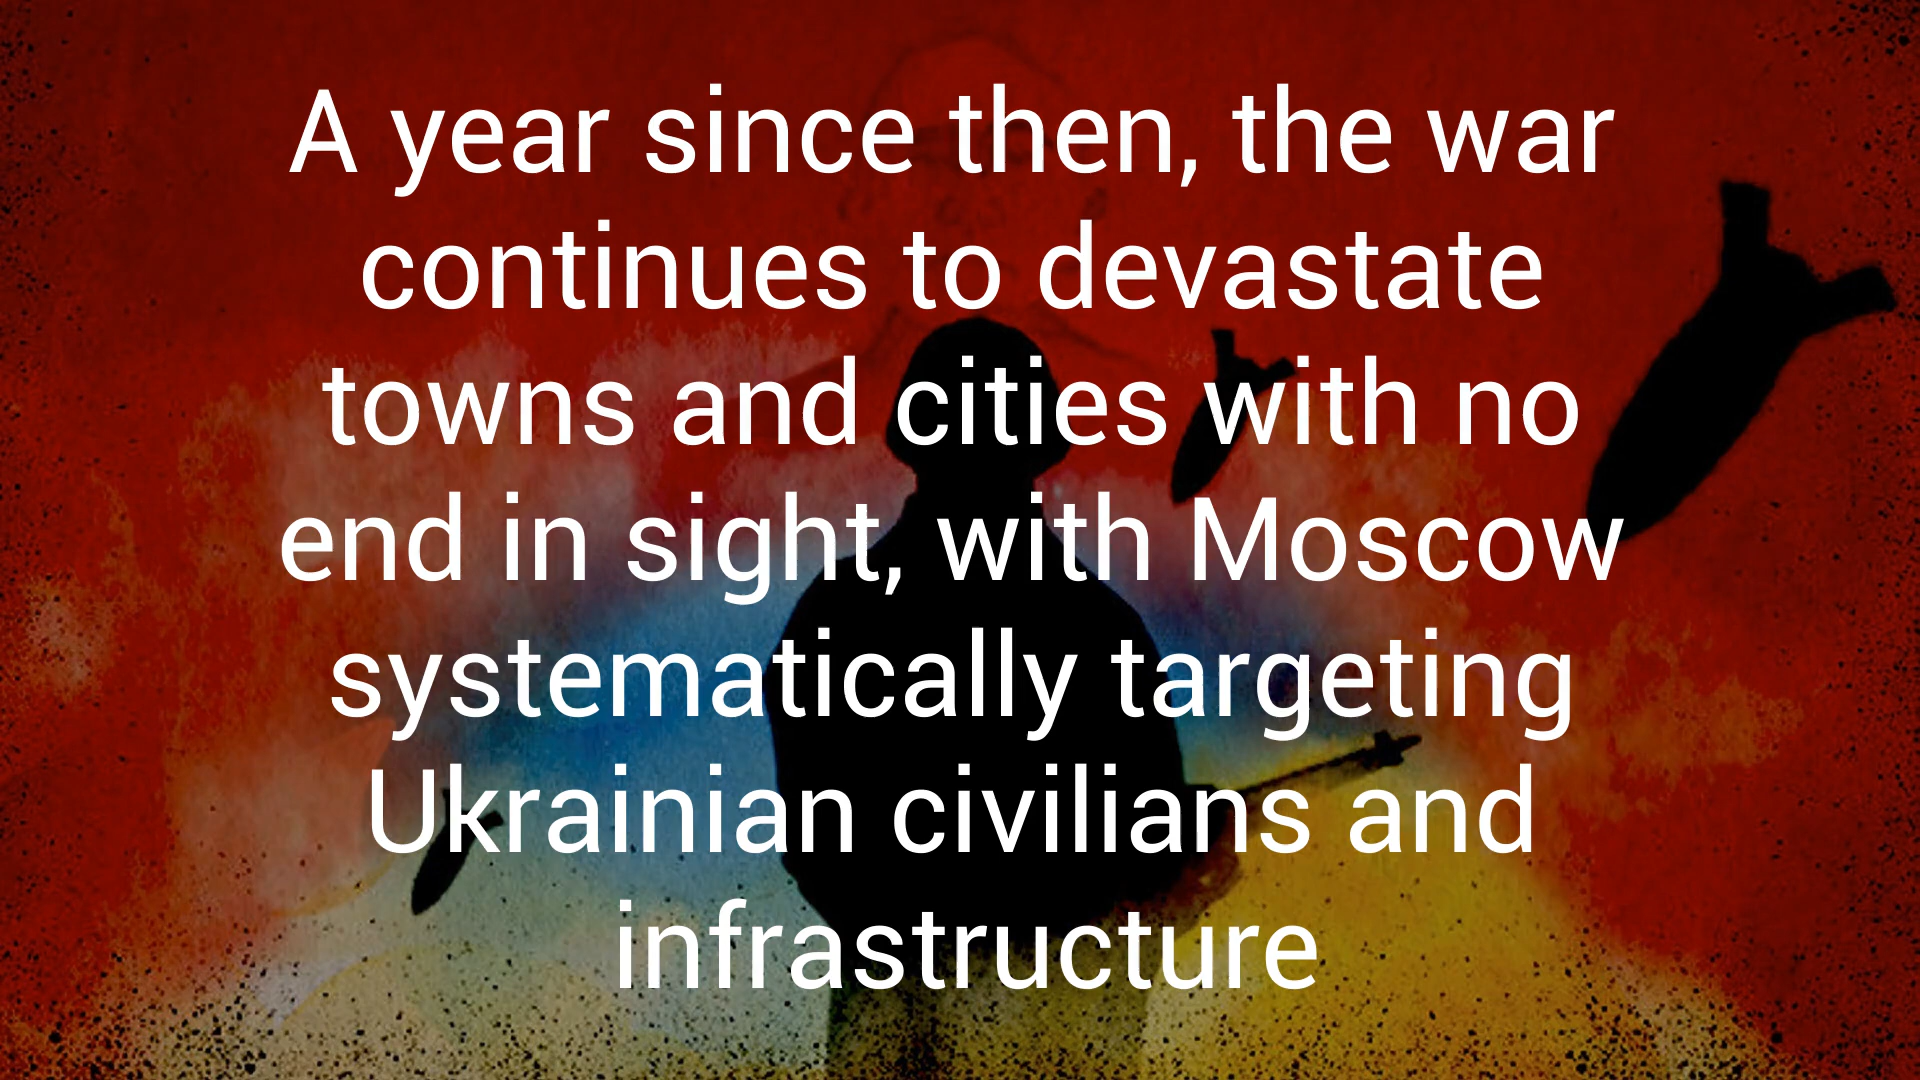 A year since then, the war
continues to devastate
towns and cities with no
end in sight, with Moscow
systematically targeting
Ukrainian civilians and
infrastructure